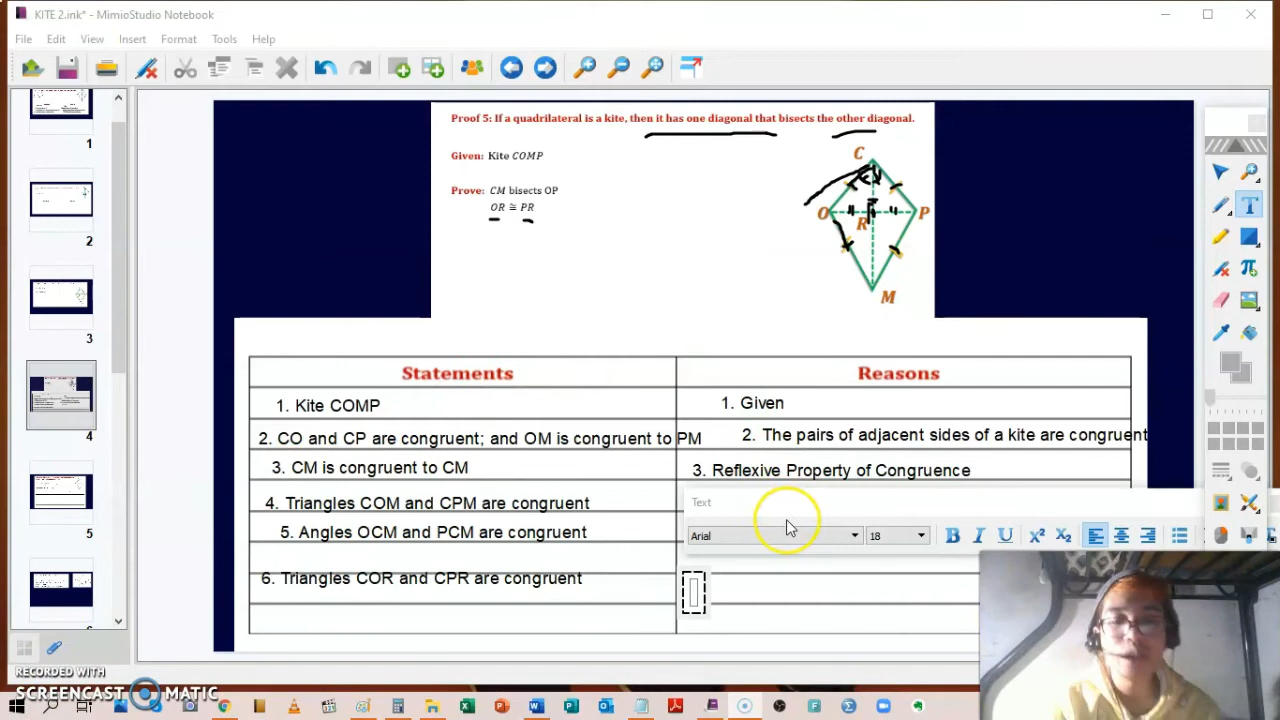 KITE 2.ink* - MimioStudio Notebook
File Edit View Insert Format Tools Help
1
2
3
4
5
Proof 5: If a quadrilateral is a kite, then it has one diagonal that bisects the other diagonal.
Given: Kite COMP
Prove: CM bisects OP
OR ≅ PR
C
O
P
R
M
Statements
Reasons
1. Kite COMP
1. Given
2. CO and CP are congruent; and OM is congruent to PM
2. The pairs of adjacent sides of a kite are congruent
3. CM is congruent to CM
3. Reflexive Property of Congruence
4. Triangles COM and CPM are congruent
5. Angles OCM and PCM are congruent
6. Triangles COR and CPR are congruent
Text
Arial
18
B I U X² X₂
RECORDED WITH
SCREENCAST MATIC